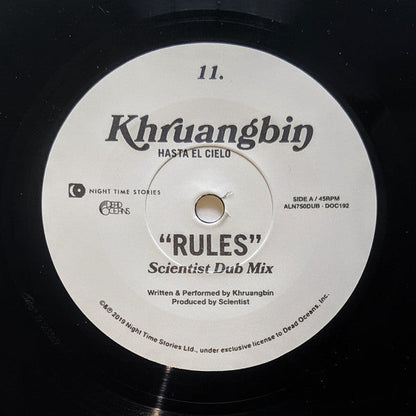 11.
Khruangbin
HASTA EL CIELO
NIGHT TIME STORIES
DEAD OCEANS
SIDE A / 45RPM
ALN750DUB - DOC192
“RULES”
Scientist Dub Mix
Written & Performed by Khruangbin
Produced by Scientist
©&℗ 2019 Night Time Stories Ltd., under exclusive license to Dead Oceans, Inc.